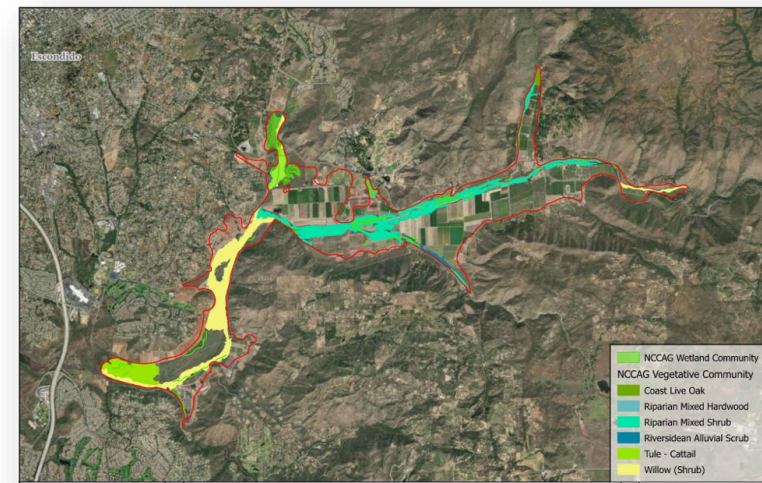 Escondido
NCCAG Wetland Community
NCCAG Vegetative Community
Coast Live Oak
Riparian Mixed Hardwood
Riparian Mixed Shrub
Riversidean Alluvial Scrub
Tule - Cattail
Willow (Shrub)